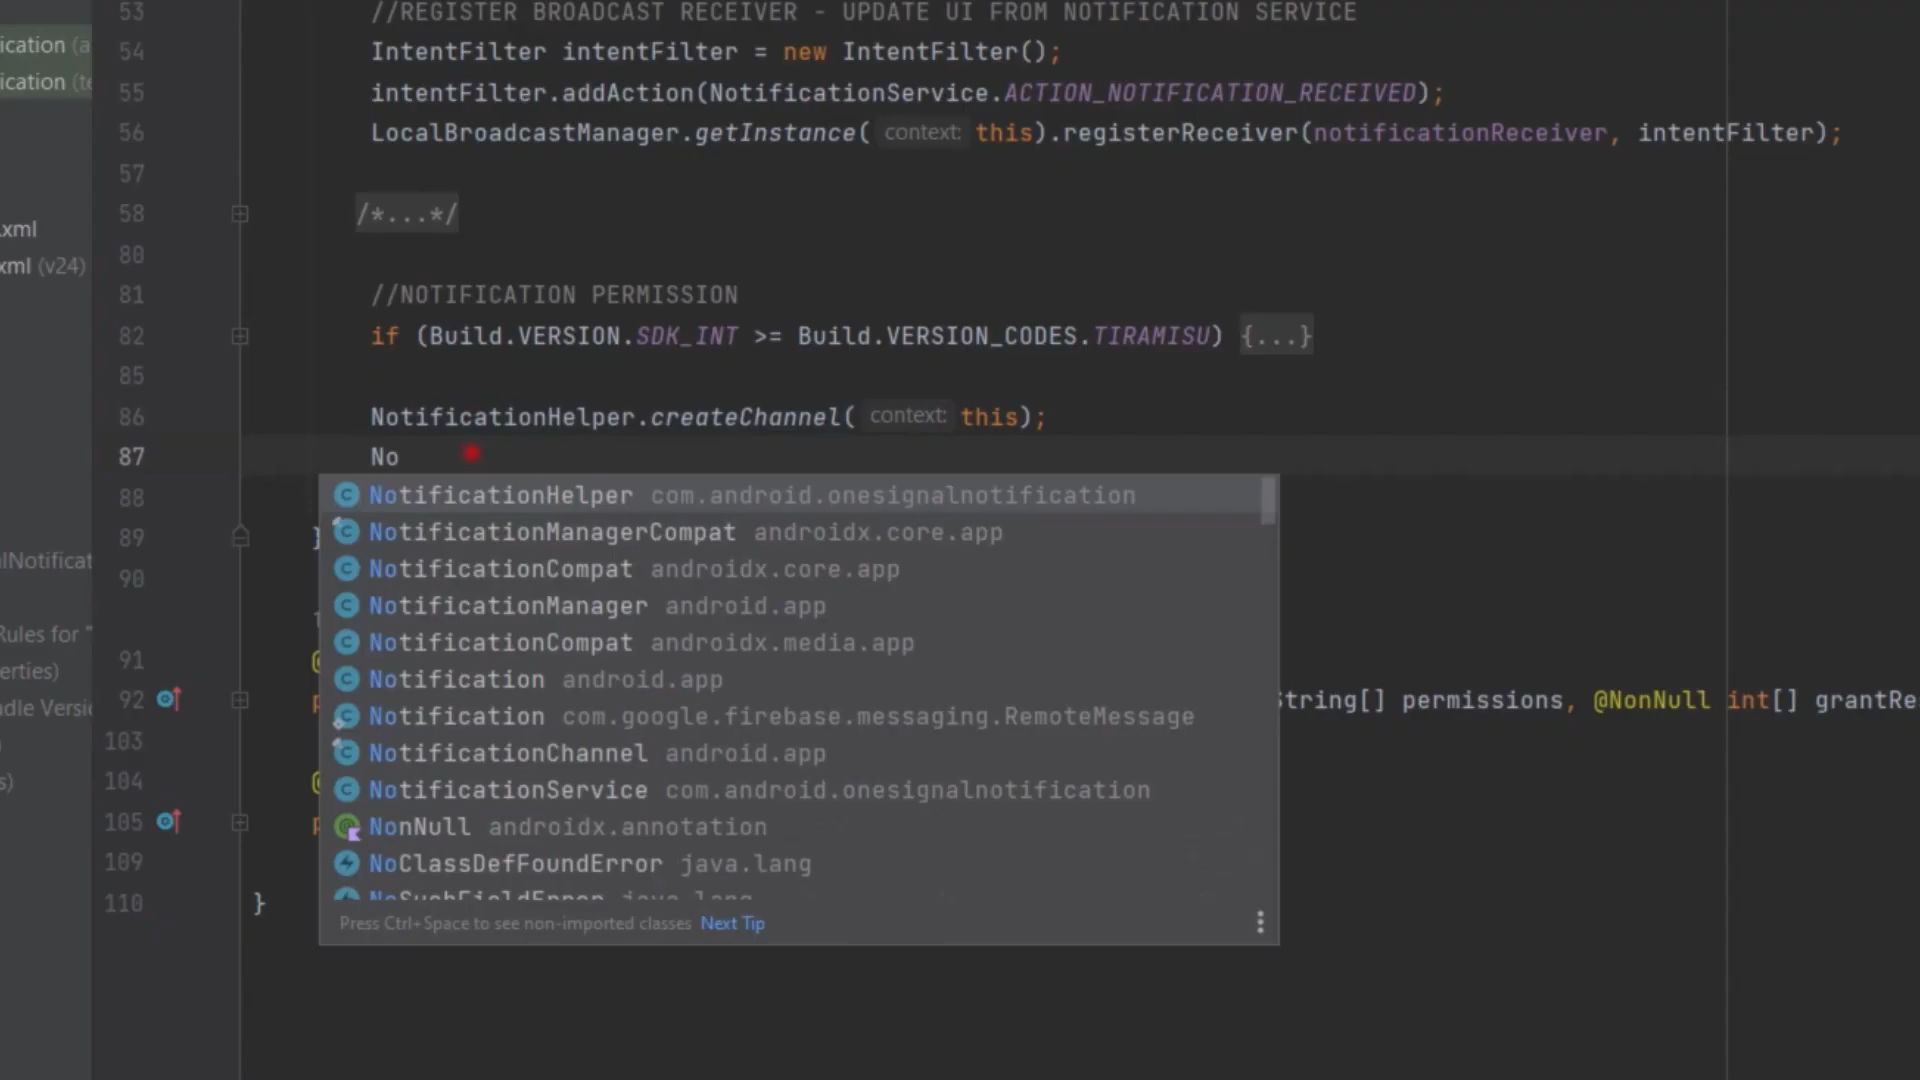 53 //REGISTER BROADCAST RECEIVER - UPDATE UI FROM NOTIFICATION SERVICE
ication (a
54 IntentFilter intentFilter = new IntentFilter();
ication (te
55 intentFilter.addAction(NotificationService.ACTION_NOTIFICATION_RECEIVED);
56 LocalBroadcastManager.getInstance( context: this).registerReceiver(notificationReceiver, intentFilter);
57
58 /*...*/
.xml
80
xml (v24)
81 //NOTIFICATION PERMISSION
82 if (Build.VERSION.SDK_INT >= Build.VERSION_CODES.TIRAMISU) {...}
85
86 NotificationHelper.createChannel( context: this);
87 No
88 NotificationHelper com.android.onesignalnotification
89 } NotificationManagerCompat androidx.core.app
lNotificat
90 NotificationCompat androidx.core.app
NotificationManager android.app
Rules for "
NotificationCompat androidx.media.app
91 @
erties)
Notification android.app
92 p String[] permissions, @NonNull int[] grantRe
dle Versi
Notification com.google.firebase.messaging.RemoteMessage
103 NotificationChannel android.app
104 @
s)
NotificationService com.android.onesignalnotification
105 p NonNull androidx.annotation
109 NoClassDefFoundError java.lang
110 } NoSuchFieldError java.lang
Press Ctrl+Space to see non-imported classes Next Tip